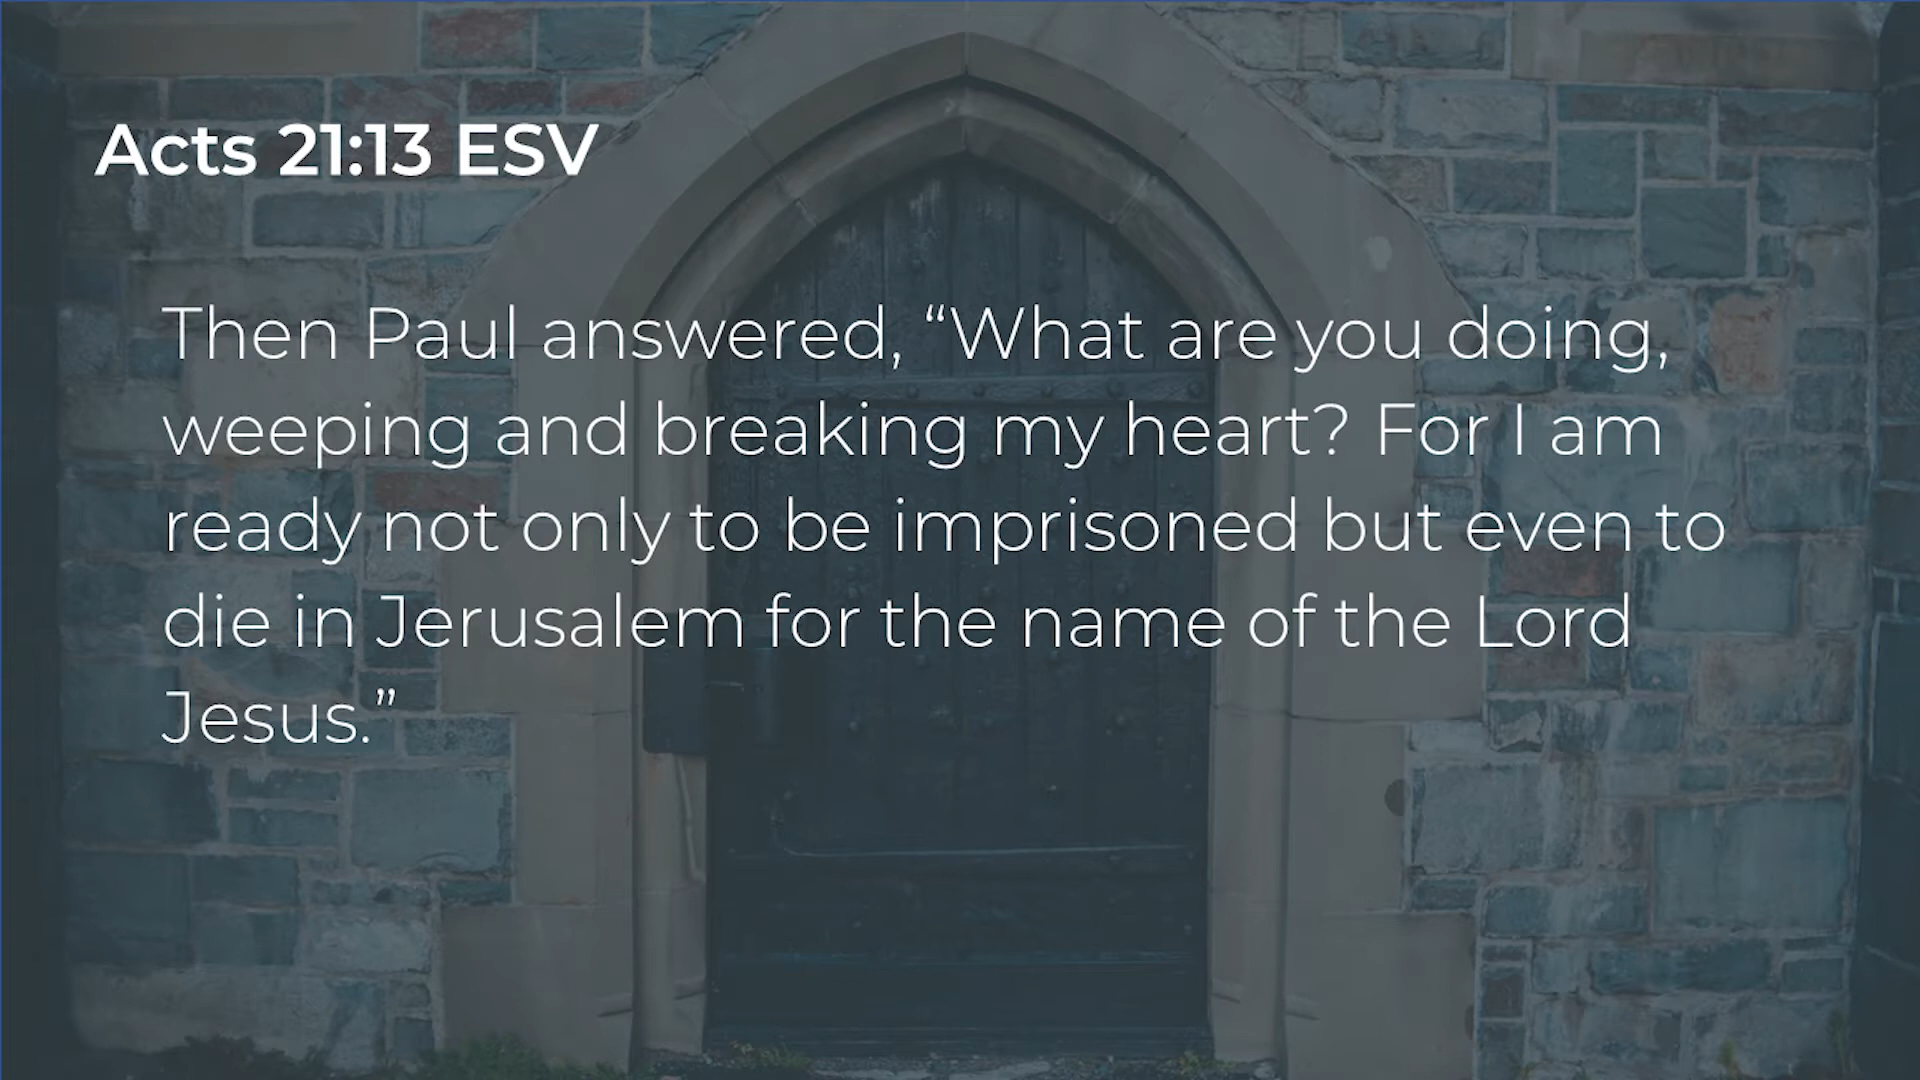 Acts 21:13 ESV
Then Paul answered, “What are you doing,
weeping and breaking my heart? For I am
ready not only to be imprisoned but even to
die in Jerusalem for the name of the Lord
Jesus.”